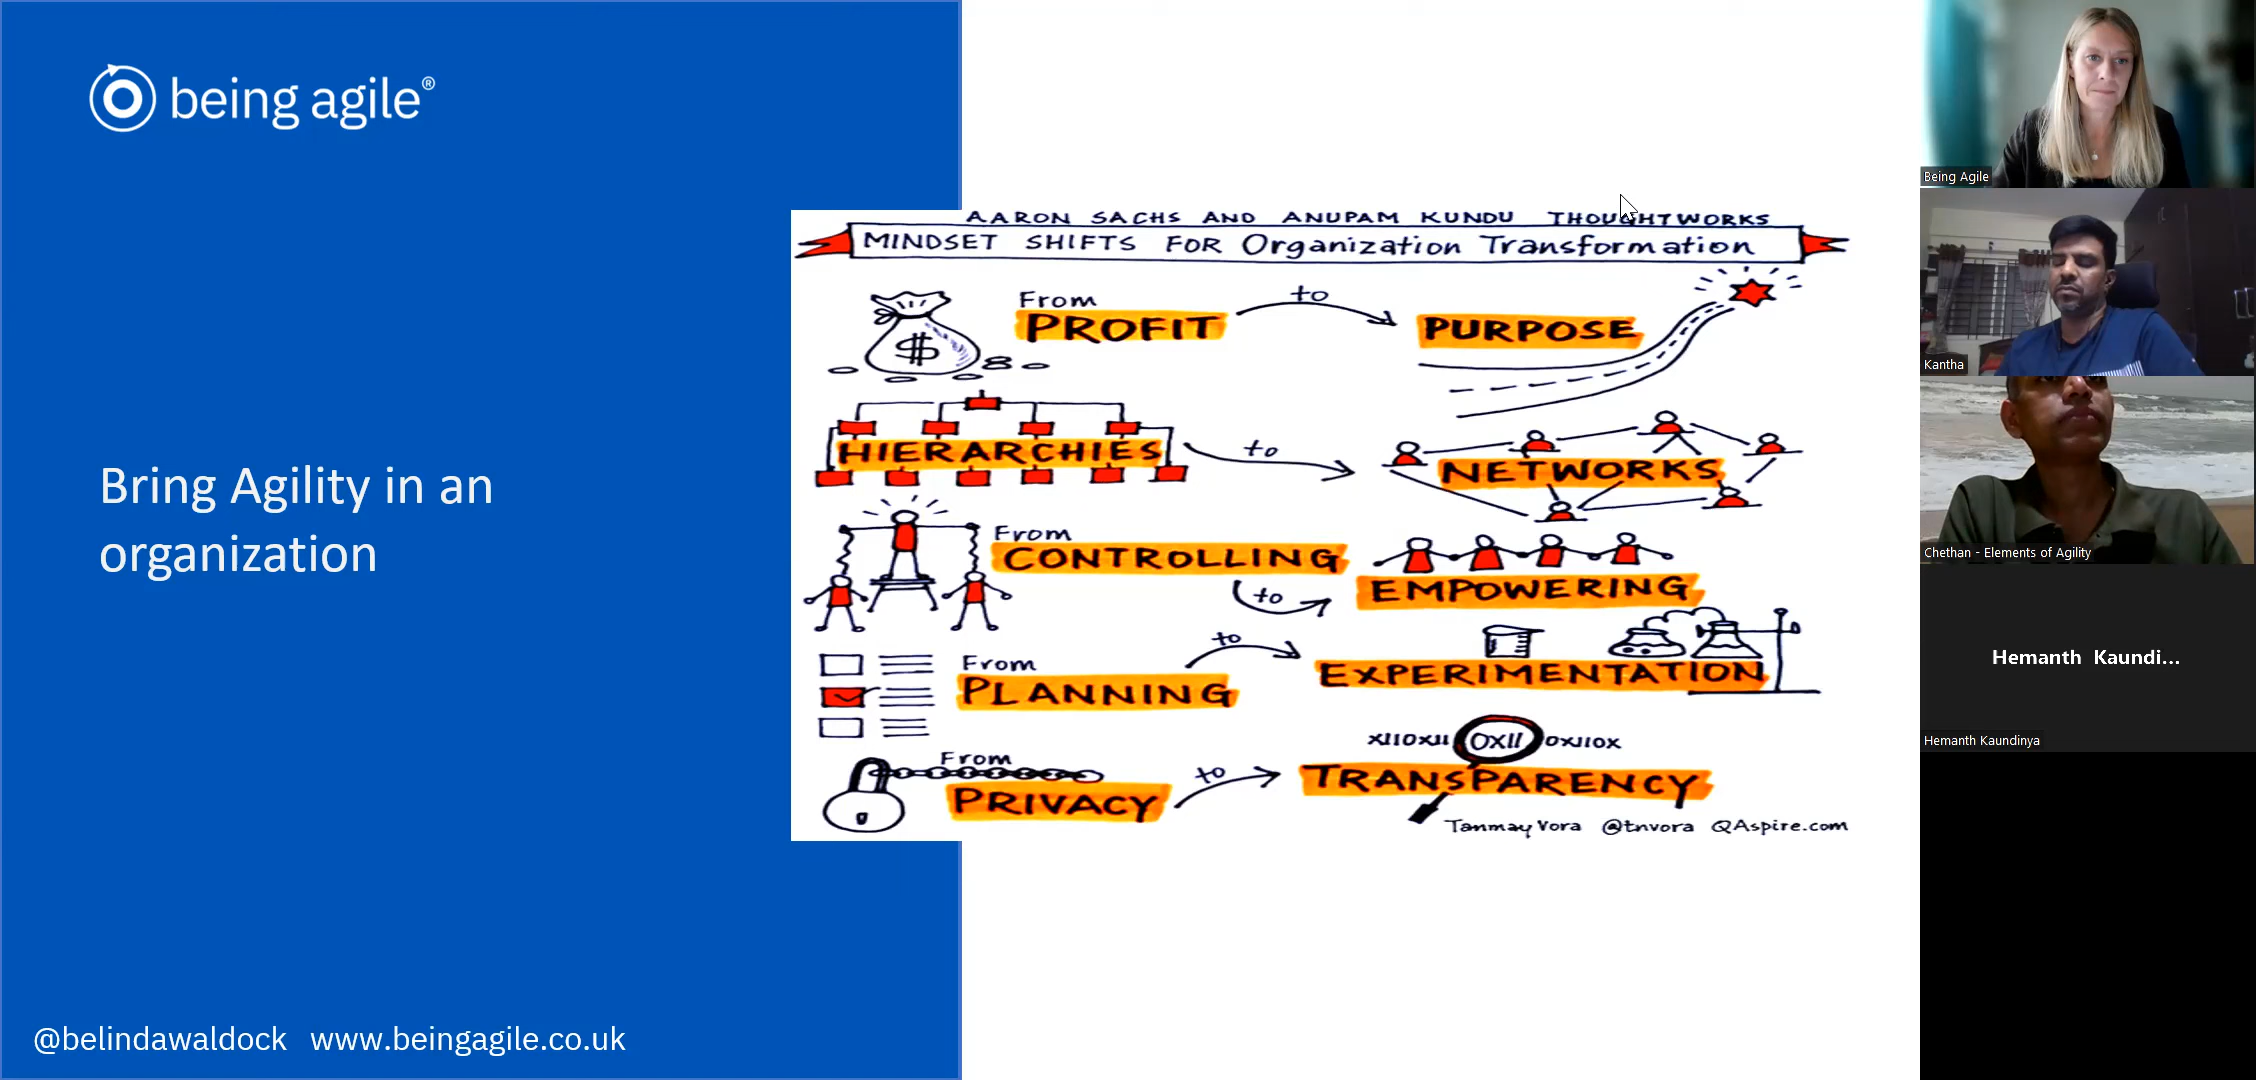 being agile®
Bring Agility in an
organization
@belindawaldock www.beingagile.co.uk
AARON SACHS AND ANUPAM KUNDU THOUGHTWORKS
MINDSET SHIFTS FOR Organization Transformation
From
to
PROFIT
PURPOSE
$
HIERARCHIES
to
NETWORKS
From
CONTROLLING
to
EMPOWERING
From
to
PLANNING
EXPERIMENTATION
X110X11 0X11 0X110X
From
to
PRIVACY
TRANSPARENCY
Tanmay Vora @tnvora QAspire.com
Being Agile
Kantha
Chethan - Elements of Agility
Hemanth Kaundi...
Hemanth Kaundinya